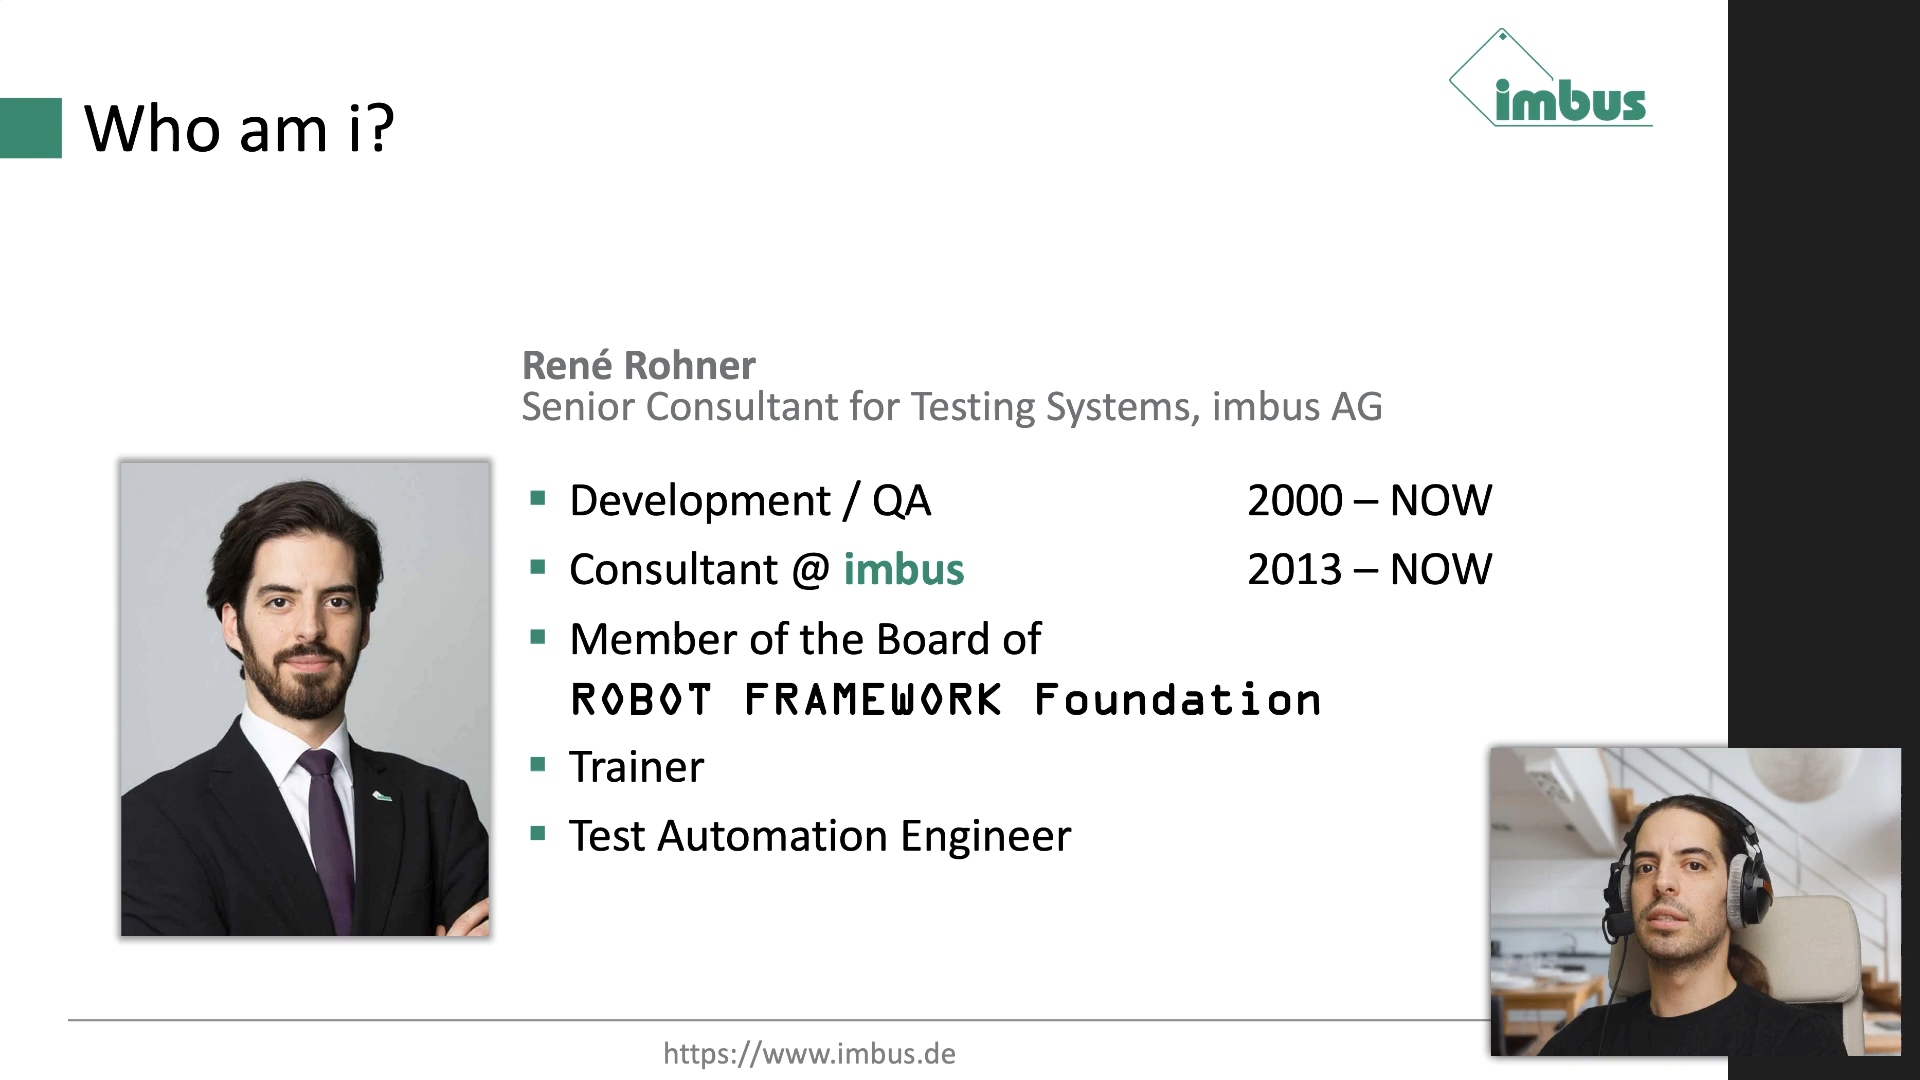 Who am i?
imbus
René Rohner
Senior Consultant for Testing Systems, imbus AG
Development / QA 2000 – NOW
Consultant @ imbus 2013 – NOW
Member of the Board of
ROBOT FRAMEWORK Foundation
Trainer
Test Automation Engineer
https://www.imbus.de